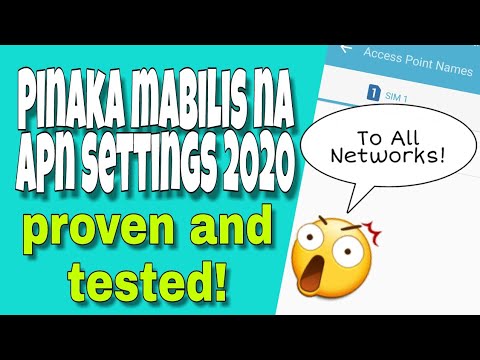 PINAKA MABILIS NA
APN SETTINGS 2020
proven and
tested!
Access Point Names
1 SIM 1
To All
Networks!